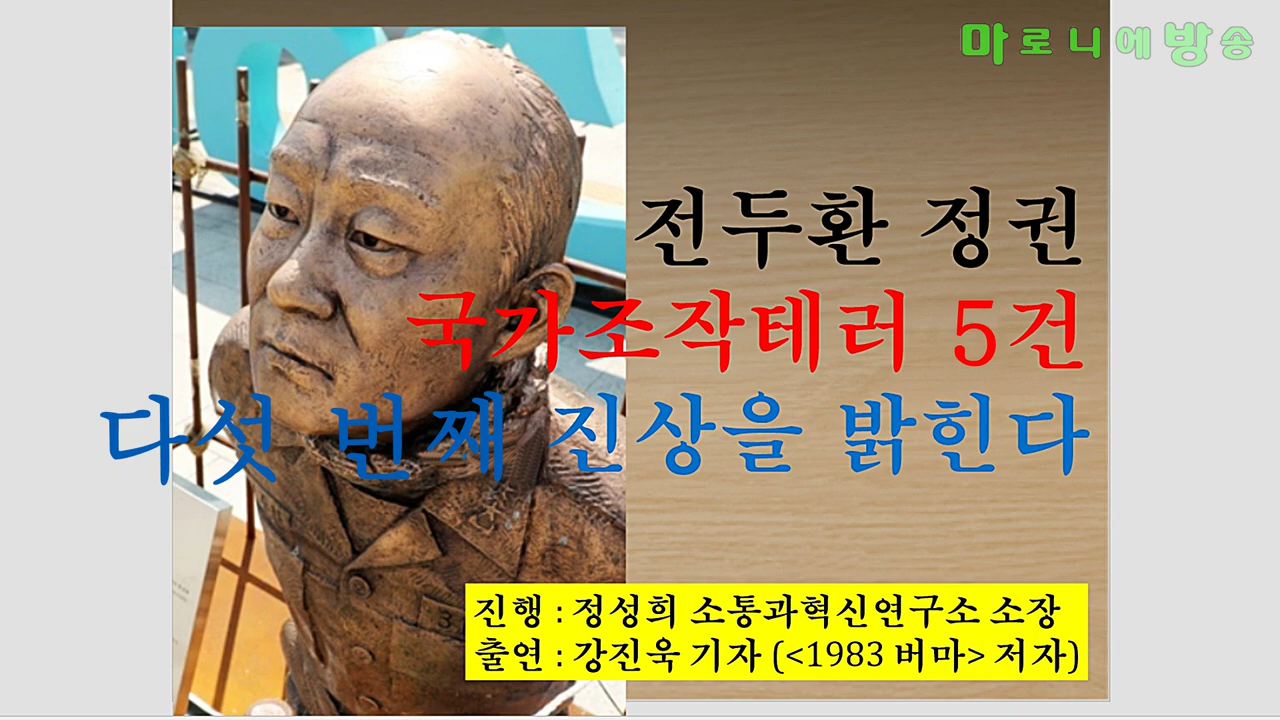 마로니에방송
전두환 정권
국가조작테러 5건
다섯 번째 진상을 밝힌다
진행 : 정성희 소통과혁신연구소 소장
출연 : 강진욱 기자 (<1983 버마> 저자)
3